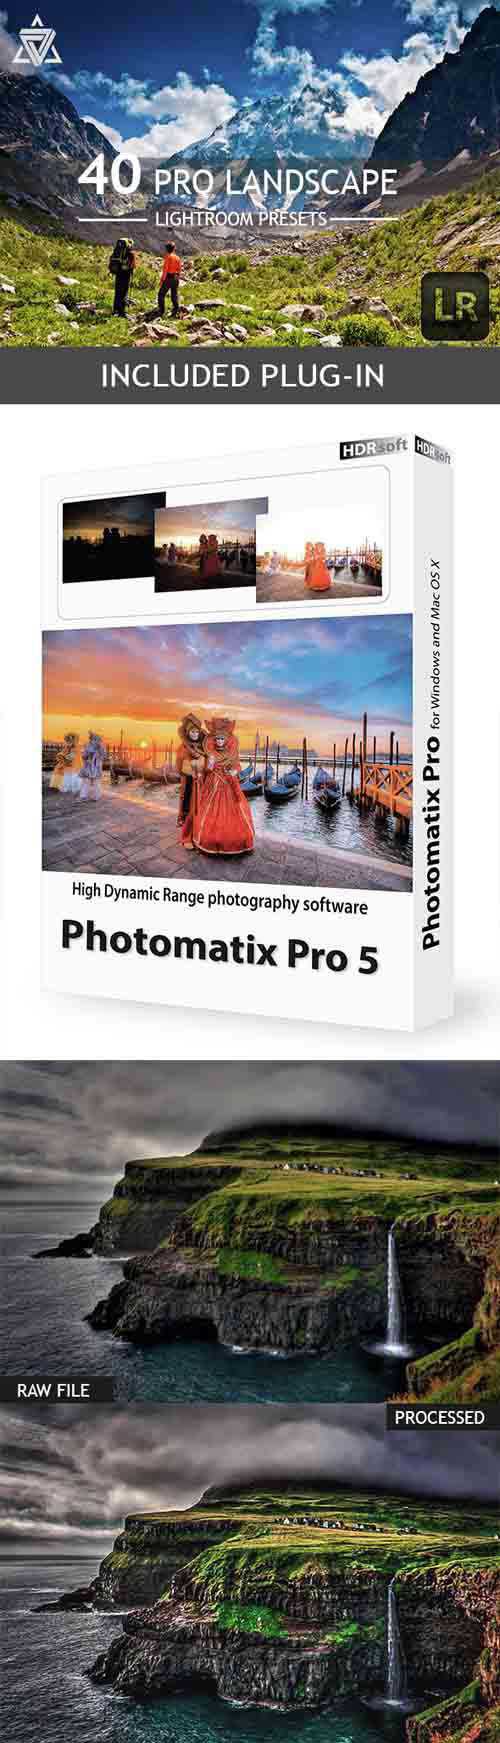 40 PRO LANDSCAPE
LIGHTROOM PRESETS
LR
INCLUDED PLUG-IN
HDRsoft
HDRsoft
High Dynamic Range photography software
Photomatix Pro 5
Photomatix Pro for Windows and Mac OS X
RAW FILE
PROCESSED